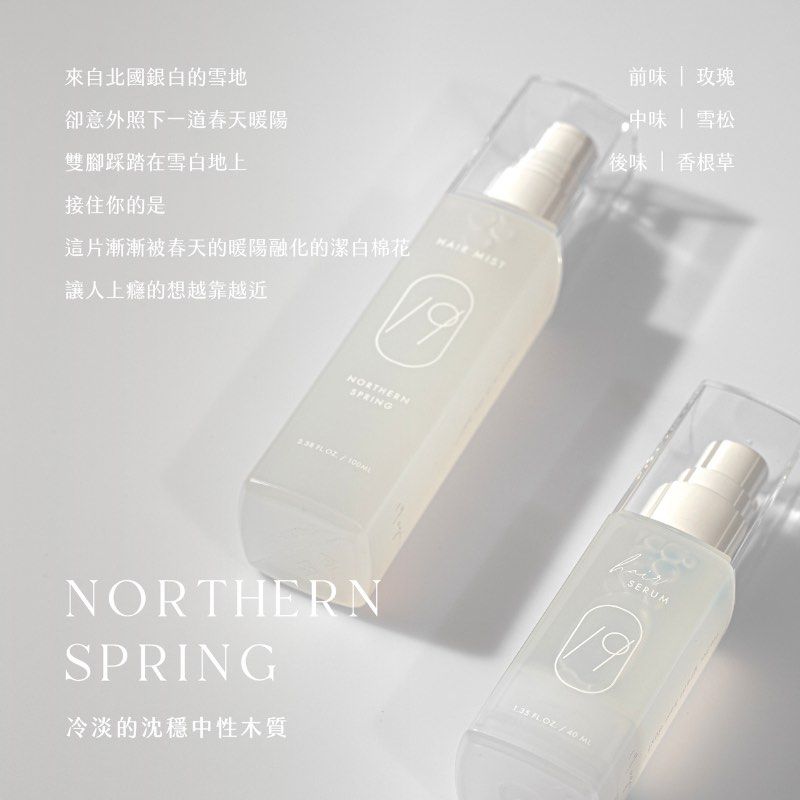 來自北國銀白的雪地
卻意外照下一道春天暖陽
雙腳踩踏在雪白地上
接住你的是
這片漸漸被春天的暖陽融化的潔白棉花
讓人上癮的想越靠越近
前味｜玫瑰
中味｜雪松
後味｜香根草
HAIR MIST
19
NORTHERN
SPRING
3.38 FL.OZ. / 100ML
hair
SERUM
19
1.35 FL.OZ. / 40 ML
NORTHERN
SPRING
冷淡的沈穩中性木質